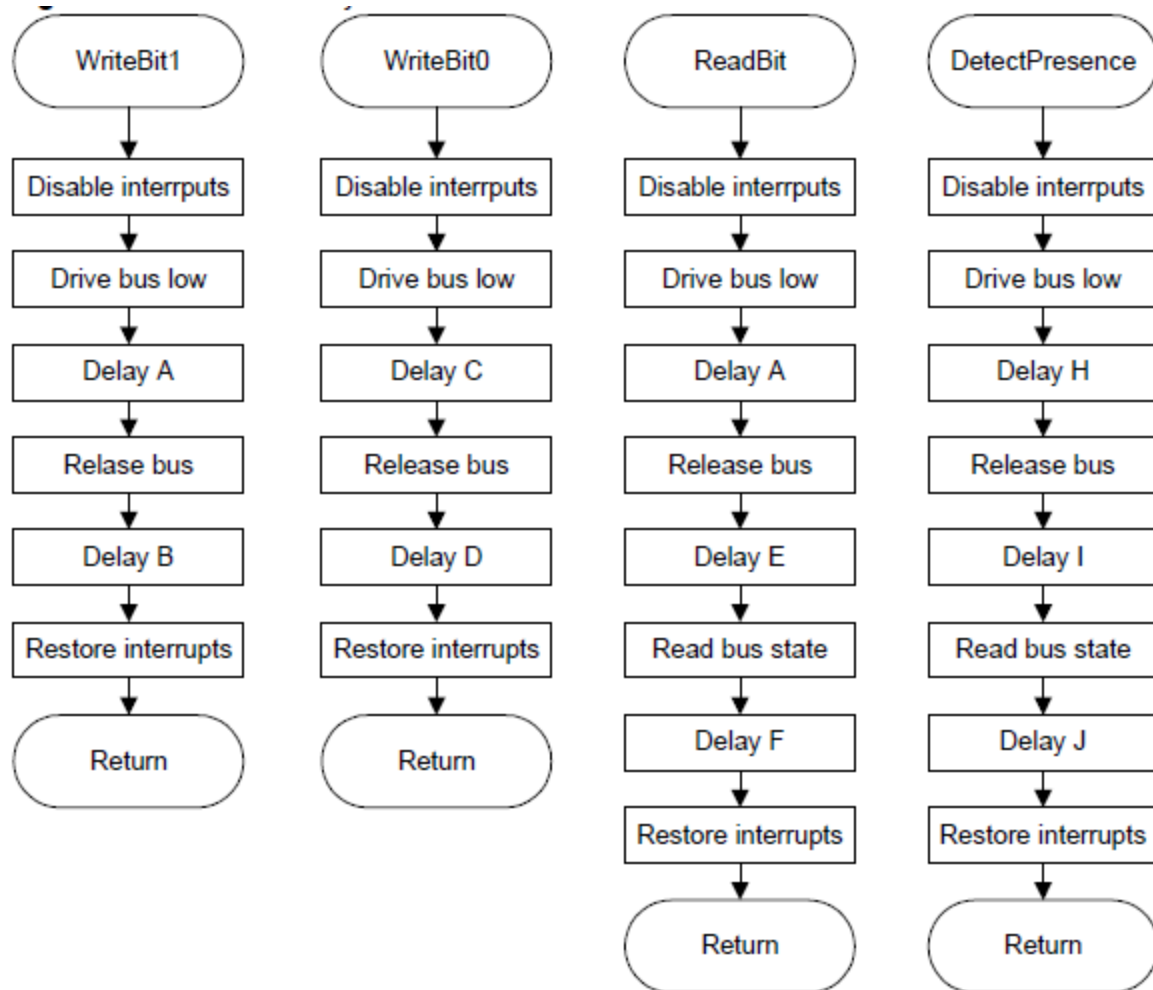 WriteBit1
Disable interrputs
Drive bus low
Delay A
Relase bus
Delay B
Restore interrupts
Return
WriteBit0
Disable interrputs
Drive bus low
Delay C
Release bus
Delay D
Restore interrupts
Return
ReadBit
Disable interrputs
Drive bus low
Delay A
Release bus
Delay E
Read bus state
Delay F
Restore interrupts
Return
DetectPresence
Disable interrputs
Drive bus low
Delay H
Release bus
Delay I
Read bus state
Delay J
Restore interrupts
Return